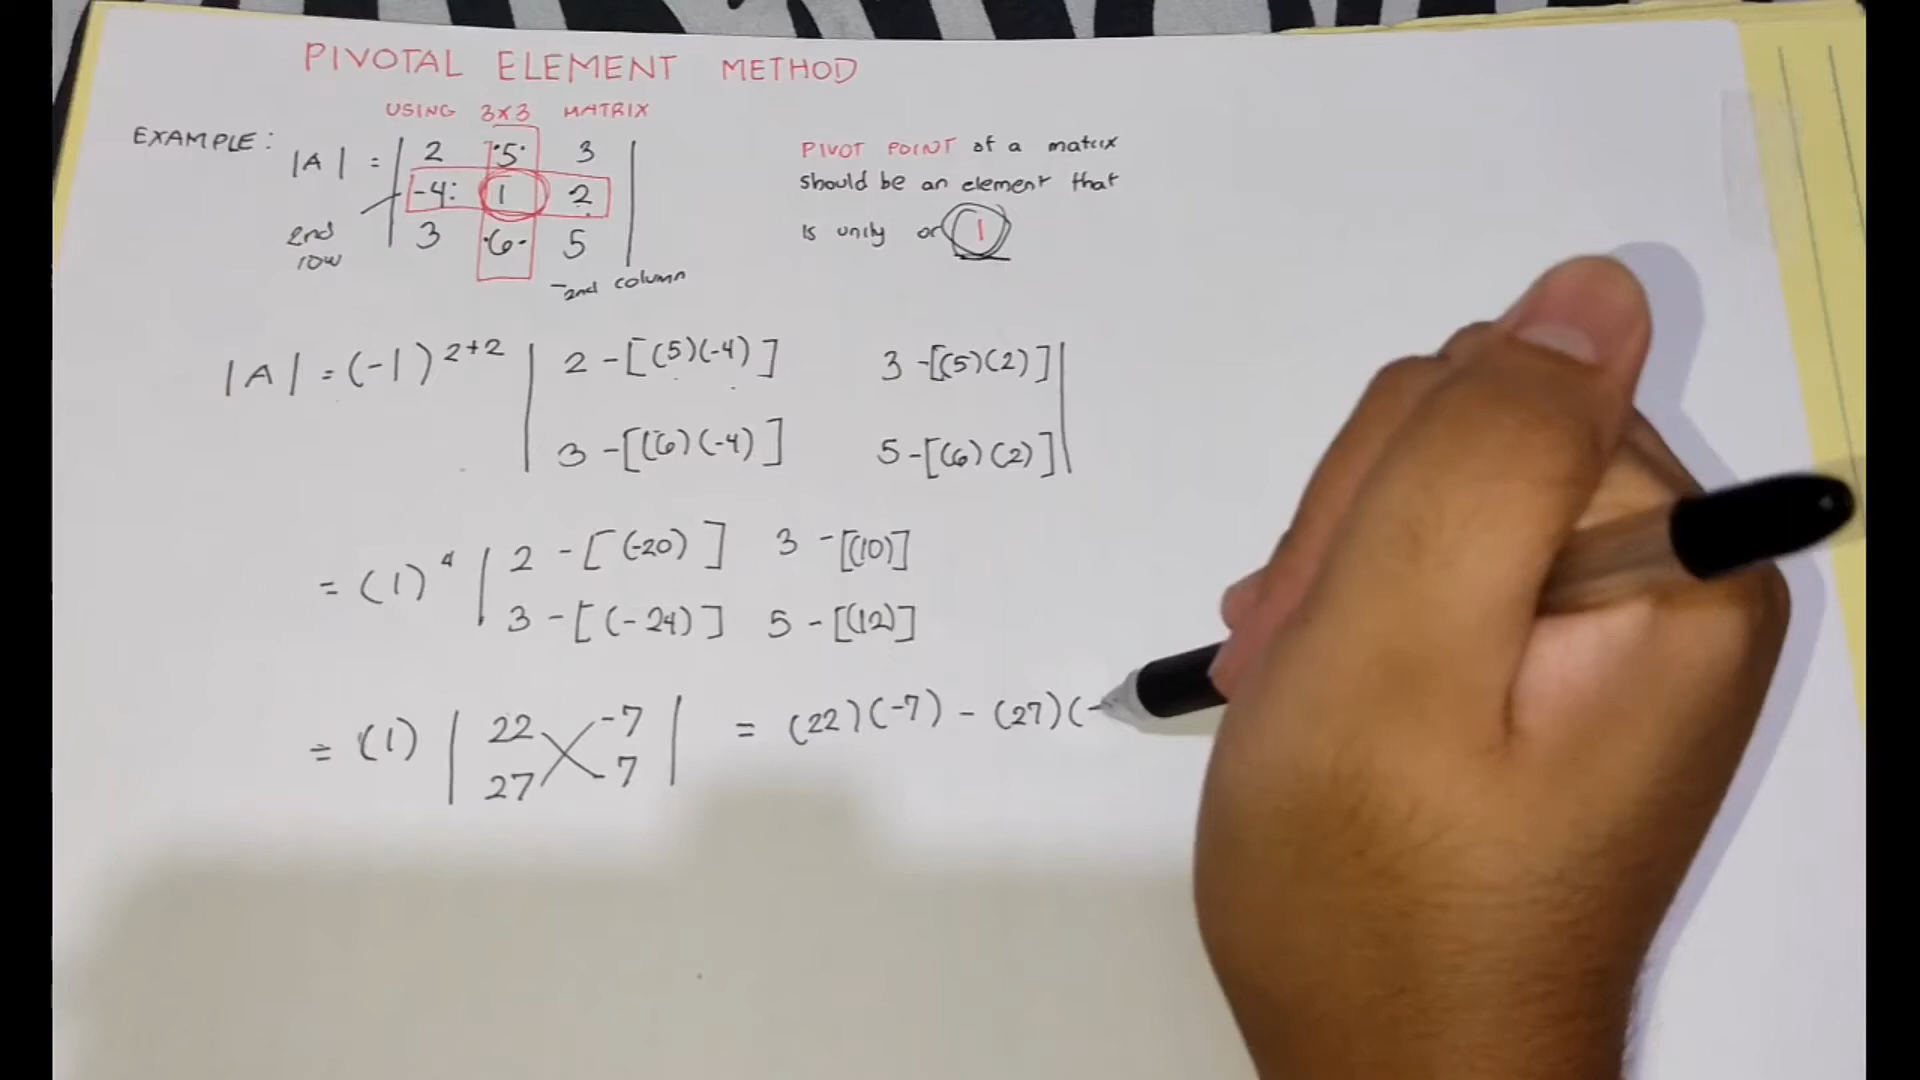 PIVOTAL ELEMENT METHOD
USING 3x3 MATRIX
EXAMPLE: |A| = | 2 5 3 |
-4 1 2
3 6 5
2nd row
2nd column
PIVOT POINT of a matrix
should be an element that
is unity or 1
|A| = (-1)^2+2 | 2 -[(5)(-4)] 3 -[(5)(2)] |
3 -[(6)(-4)] 5 -[(6)(2)]
= (1)^4 | 2 -[(-20)] 3 -[(10)]
3 -[(-24)] 5 -[(12)]
= (1) | 22 -7 | = (22)(-7) - (27)(-
27 7